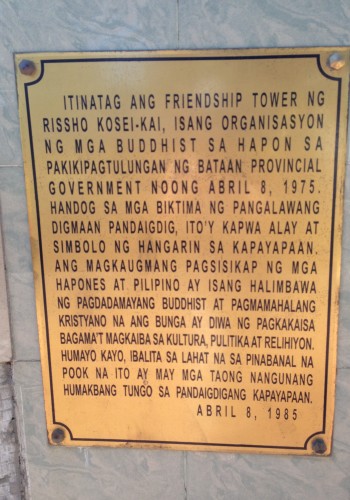 ITINATAG ANG FRIENDSHIP TOWER NG
RISSHO KOSEI-KAI, ISANG ORGANISASYON
NG MGA BUDDHIST SA HAPON SA
PAKIKIPAGTULUNGAN NG BATAAN PROVINCIAL
GOVERNMENT NOONG ABRIL 8, 1975.
HANDOG SA MGA BIKTIMA NG PANGALAWANG
DIGMAAN PANDAIGDIG, ITO'Y KAPWA ALAY AT
SIMBOLO NG HANGARIN SA KAPAYAPAAN.
ANG MAGKAUGMANG PAGSISIKAP NG MGA
HAPONES AT PILIPINO AY ISANG HALIMBAWA
NG PAGDADAMAYANG BUDDHIST AT PAGMAMAHALANG
KRISTYANO NA ANG BUNGA AY DIWA NG PAGKAKAISA
BAGAMA'T MAGKAIBA SA KULTURA, PULITIKA AT RELIHIYON.
HUMAYO KAYO, IBALITA SA LAHAT NA SA PINABANAL NA
POOK NA ITO AY MAY MGA TAONG NANGUNANG
HUMAKBANG TUNGO SA PANDAIGDIGANG KAPAYAPAAN.
ABRIL 8, 1985